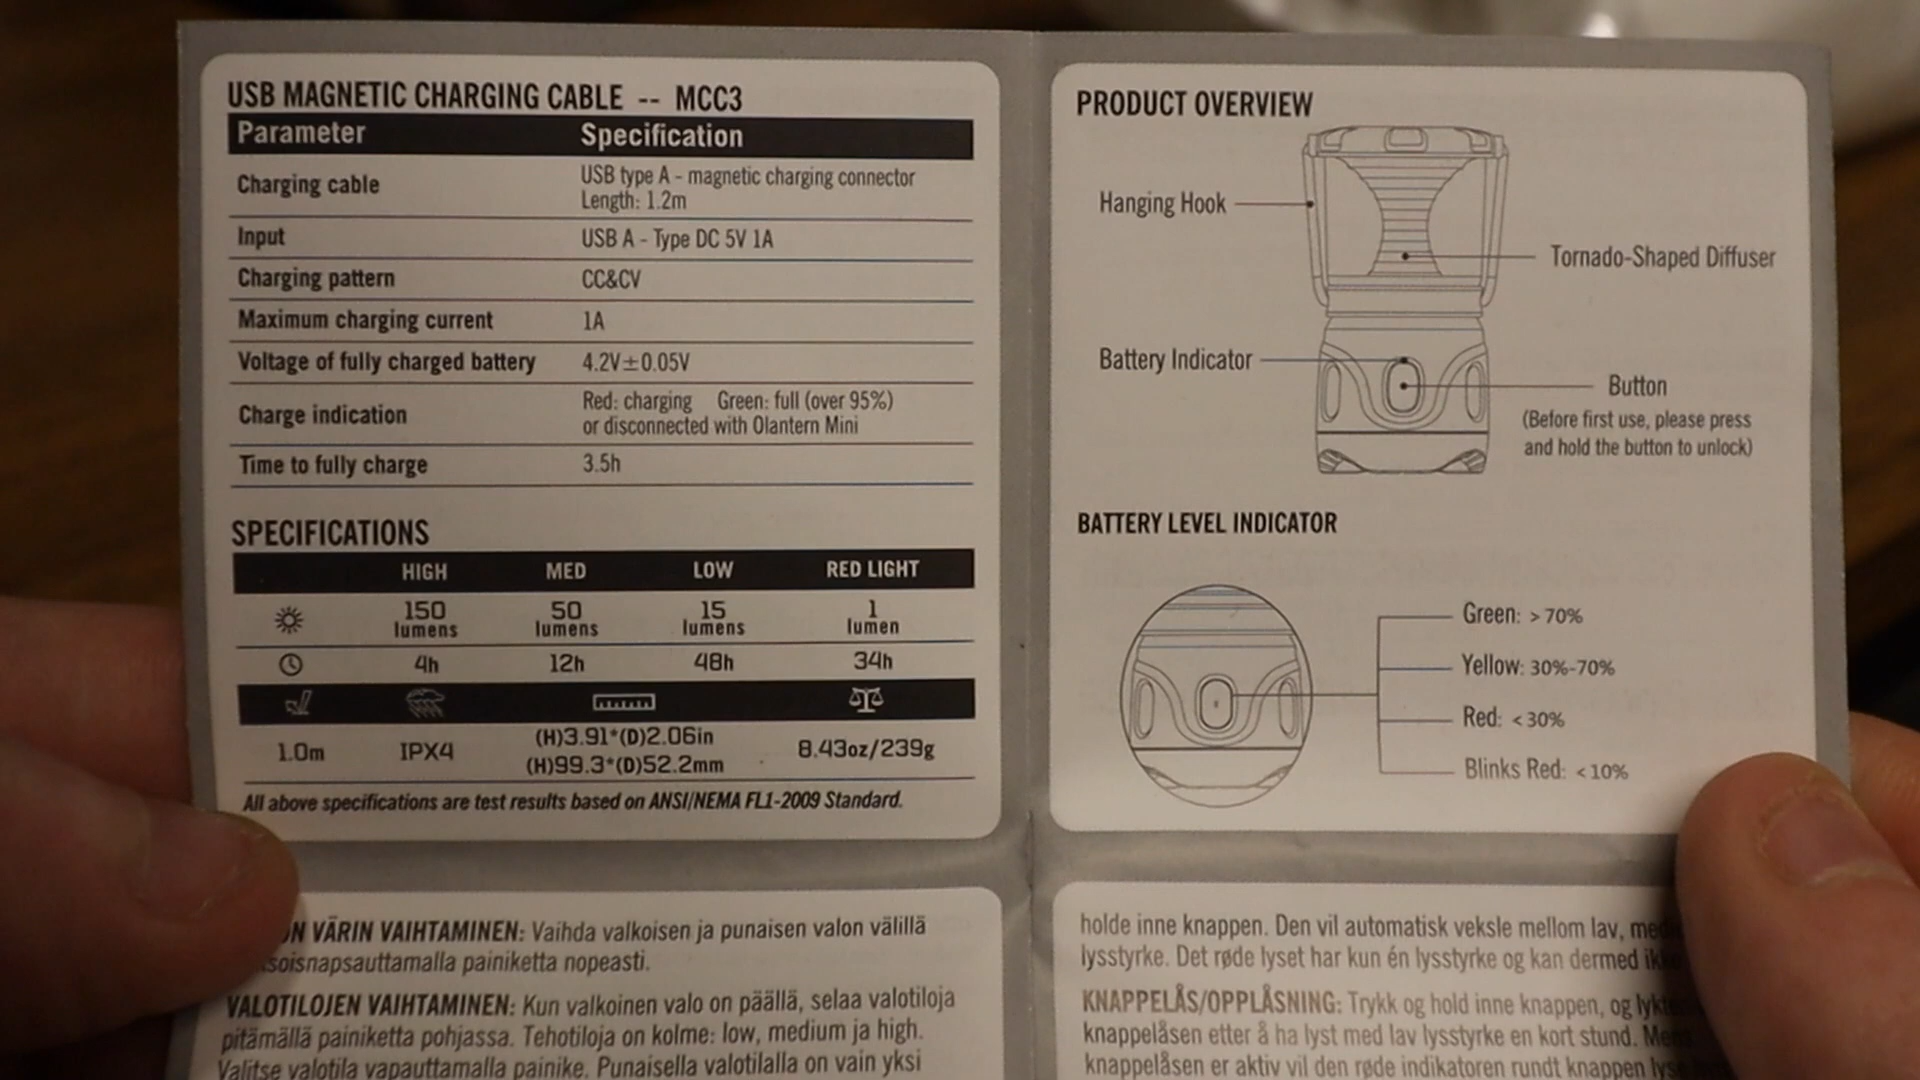 USB MAGNETIC CHARGING CABLE -- MCC3
Parameter Specification
Charging cable USB type A - magnetic charging connector
Length: 1.2m
Input USB A - Type DC 5V 1A
Charging pattern CC&CV
Maximum charging current 1A
Voltage of fully charged battery 4.2V±0.05V
Charge indication Red: charging Green: full (over 95%)
or disconnected with Olantern Mini
Time to fully charge 3.5h
SPECIFICATIONS
HIGH MED LOW RED LIGHT
150 50 15 1
lumens lumens lumens lumen
4h 12h 48h 34h
1.0m IPX4 (H)3.91*(D)2.06in 8.43oz/239g
(H)99.3*(D)52.2mm
All above specifications are test results based on ANSI/NEMA FL1-2009 Standard.
PRODUCT OVERVIEW
Hanging Hook
Tornado-Shaped Diffuser
Battery Indicator
Button
(Before first use, please press
and hold the button to unlock)
BATTERY LEVEL INDICATOR
Green: >70%
Yellow: 30%-70%
Red: <30%
Blinks Red: <10%
VÄRIN VAIHTAMINEN: Vaihda valkoisen ja punaisen valon välillä
painiketta nopeasti.
VALOTILOJEN VAIHTAMINEN: Kun valkoinen valo on päällä, selaa valotiloja
pitämällä painiketta pohjassa. Tehotiloja on kolme: low, medium ja high.
Valitse valotila vapauttamalla painike. Punaisella valotilalla on vain yksi
holde inne knappen. Den vil automatisk veksle mellom lav,
lysstyrke. Det røde lyset har kun én lysstyrke og kan dermed
KNAPPELÅS/OPPLÅSNING: Trykk og hold inne knappen, og
knappelåsen etter å ha lyst med lav lysstyrke en kort stund.
knappelåsen er aktiv vil den røde indikatoren rundt knappen